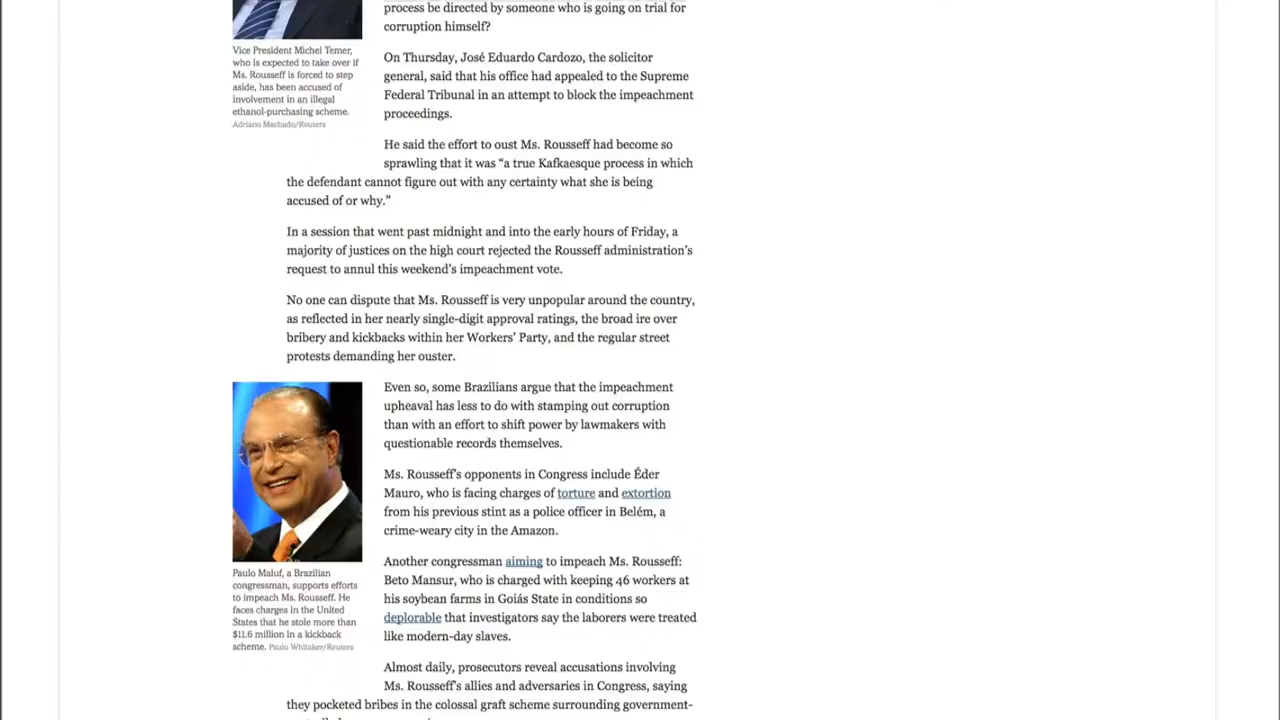 process be directed by someone who is going on trial for
corruption himself?
Vice President Michel Temer,
who is expected to take over if
Ms. Rousseff is forced to step
aside, has been accused of
involvement in an illegal
ethanol-purchasing scheme.
Adriano Machado/Reuters
On Thursday, José Eduardo Cardozo, the solicitor
general, said that his office had appealed to the Supreme
Federal Tribunal in an attempt to block the impeachment
proceedings.
He said the effort to oust Ms. Rousseff had become so
sprawling that it was “a true Kafkaesque process in which
the defendant cannot figure out with any certainty what she is being
accused of or why.”
In a session that went past midnight and into the early hours of Friday, a
majority of justices on the high court rejected the Rousseff administration’s
request to annul this weekend’s impeachment vote.
No one can dispute that Ms. Rousseff is very unpopular around the country,
as reflected in her nearly single-digit approval ratings, the broad ire over
bribery and kickbacks within her Workers’ Party, and the regular street
protests demanding her ouster.
Even so, some Brazilians argue that the impeachment
upheaval has less to do with stamping out corruption
than with an effort to shift power by lawmakers with
questionable records themselves.
Ms. Rousseff’s opponents in Congress include Éder
Mauro, who is facing charges of torture and extortion
from his previous stint as a police officer in Belém, a
crime-weary city in the Amazon.
Another congressman aiming to impeach Ms. Rousseff:
Beto Mansur, who is charged with keeping 46 workers at
his soybean farms in Goiás State in conditions so
deplorable that investigators say the laborers were treated
like modern-day slaves.
Paulo Maluf, a Brazilian
congressman, supports efforts
to impeach Ms. Rousseff. He
faces charges in the United
States that he stole more than
$11.6 million in a kickback
scheme. Paulo Whitaker/Reuters
Almost daily, prosecutors reveal accusations involving
Ms. Rousseff’s allies and adversaries in Congress, saying
they pocketed bribes in the colossal graft scheme surrounding government-